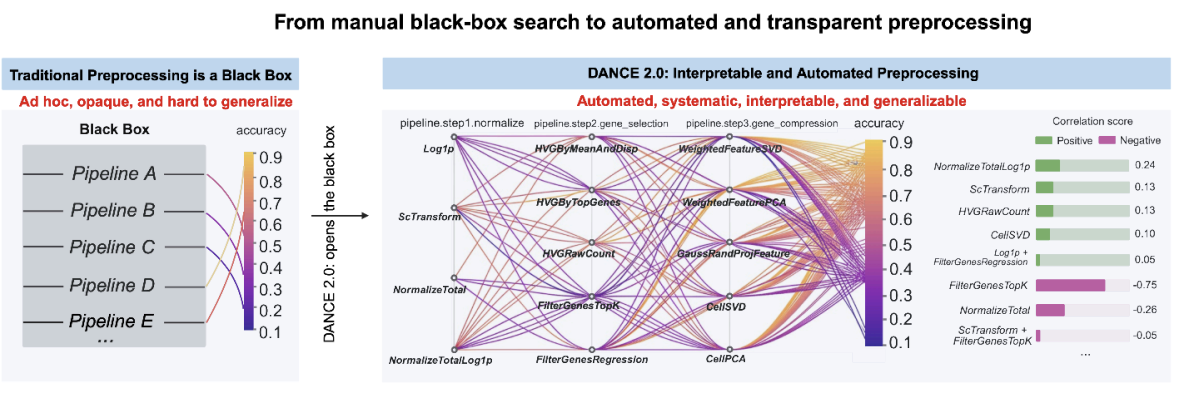 From manual black-box search to automated and transparent preprocessing
Traditional Preprocessing is a Black Box
Ad hoc, opaque, and hard to generalize
Black Box
accuracy
Pipeline A
Pipeline B
Pipeline C
Pipeline D
Pipeline E
...
0.9
0.8
0.7
0.6
0.5
0.4
0.3
0.2
0.1
DANCE 2.0: opens the black box
DANCE 2.0: Interpretable and Automated Preprocessing
Automated, systematic, interpretable, and generalizable
pipeline.step1.normalize
Log1p
ScTransform
NormalizeTotal
NormalizeTotalLog1p
pipeline.step2.gene_selection
HVGByMeanAndDisp
HVGByTopGenes
HVGRawCount
FilterGenesTopK
FilterGenesRegression
pipeline.step3.gene_compression
WeightedFeatureSVD
WeightedFeaturePCA
GaussRandProjFeature
CellSVD
CellPCA
accuracy
0.9
0.8
0.7
0.6
0.5
0.4
0.3
0.2
0.1
Correlation score
Positive Negative
NormalizeTotalLog1p 0.24
ScTransform 0.13
HVGRawCount 0.13
CellSVD 0.10
Log1p +
FilterGenesRegression 0.05
FilterGenesTopK -0.75
NormalizeTotal -0.26
ScTransform +
FilterGenesTopK -0.05
...